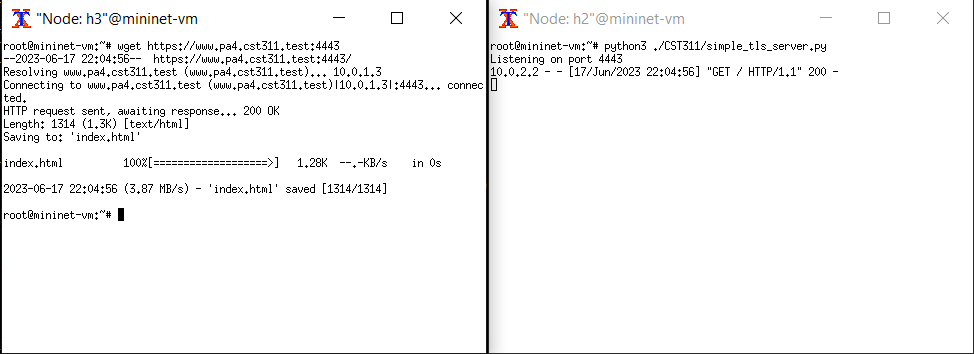 "Node: h3"@mininet-vm
root@mininet-vm:~# wget https://www.pa4.cst311.test:4443
--2023-06-17 22:04:56--  https://www.pa4.cst311.test:4443/
Resolving www.pa4.cst311.test (www.pa4.cst311.test)... 10.0.1.3
Connecting to www.pa4.cst311.test (www.pa4.cst311.test)|10.0.1.3|:4443... connec
ted.
HTTP request sent, awaiting response... 200 OK
Length: 1314 (1.3K) [text/html]
Saving to: 'index.html'
index.html          100%[===================>]   1.28K  --.-KB/s    in 0s
2023-06-17 22:04:56 (3.87 MB/s) - 'index.html' saved [1314/1314]
root@mininet-vm:~#
"Node: h2"@mininet-vm
root@mininet-vm:~# python3 ./CST311/simple_tls_server.py
Listening on port 4443
10.0.2.2 - - [17/Jun/2023 22:04:56] "GET / HTTP/1.1" 200 -